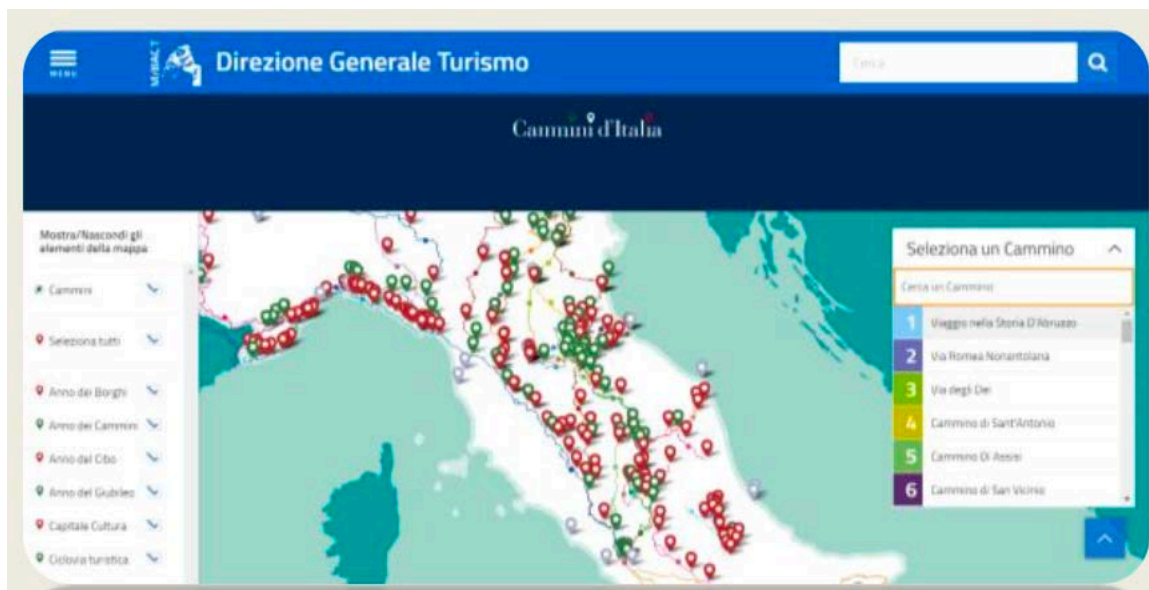 MENU
MiBACT
Direzione Generale Turismo
Cerca
Cammini d'Italia
Mostra/Nascondi gli
elementi della mappa
Cammini
Seleziona tutti
Anno dei Borghi
Anno dei Cammini
Anno del Cibo
Anno del Giubileo
Capitale Cultura
Ciclovia turistica
Seleziona un Cammino
Cerca un Cammino
1 Viaggio nella Storia D'Abruzzo
2 Via Romea Nonantolana
3 Via degli Dei
4 Cammino di Sant'Antonio
5 Cammino Di Assisi
6 Cammino di San Vicinio